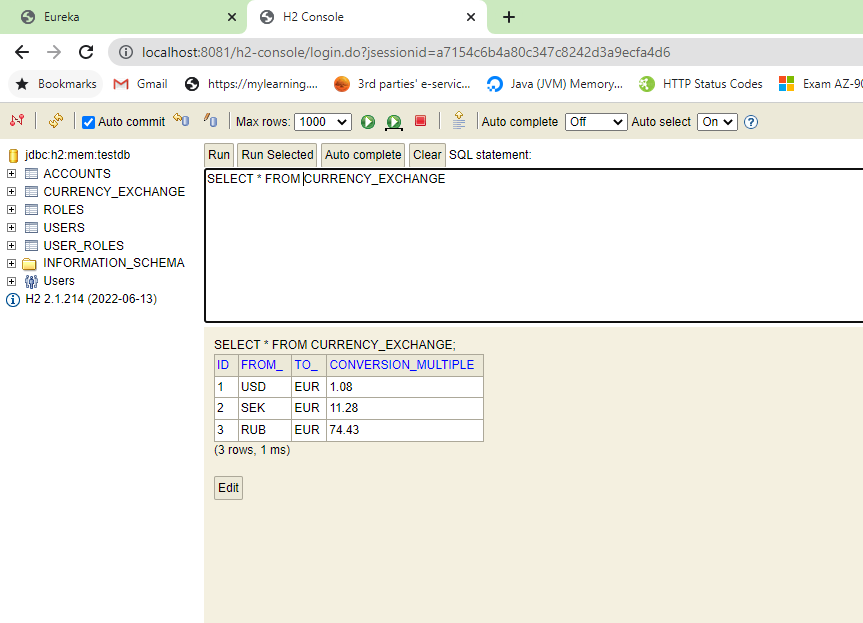 Eureka
H2 Console
localhost:8081/h2-console/login.do?jsessionid=a7154c6b4a80c347c8242d3a9ecfa4d6
Bookmarks Gmail https://mylearning.... 3rd parties' e-servic... Java (JVM) Memory... HTTP Status Codes Exam AZ-90
Auto commit Max rows: 1000 Auto complete Off Auto select On
jdbc:h2:mem:testdb
ACCOUNTS
CURRENCY_EXCHANGE
ROLES
USERS
USER_ROLES
INFORMATION_SCHEMA
Users
H2 2.1.214 (2022-06-13)
Run Run Selected Auto complete Clear SQL statement:
SELECT * FROM CURRENCY_EXCHANGE
SELECT * FROM CURRENCY_EXCHANGE;
ID FROM_ TO_ CONVERSION_MULTIPLE
1 USD EUR 1.08
2 SEK EUR 11.28
3 RUB EUR 74.43
(3 rows, 1 ms)
Edit